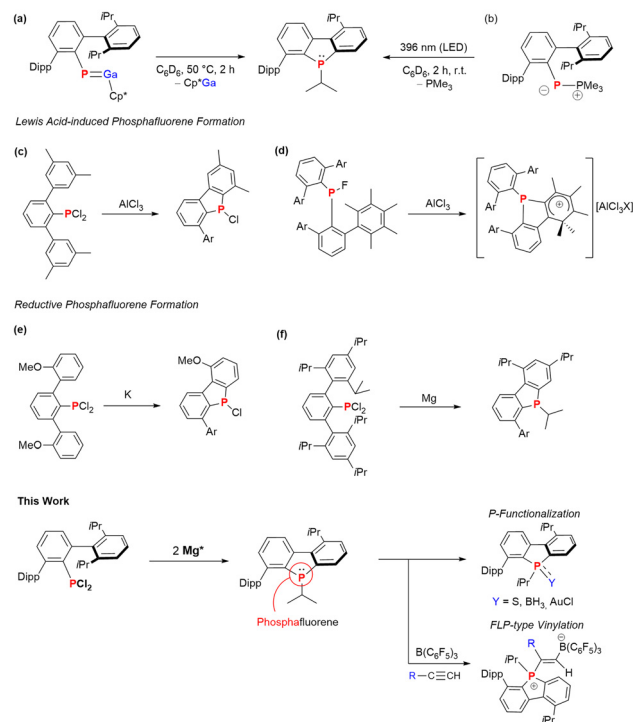 (a)
iPr
iPr
Dipp
P=Ga
Cp*
C6D6, 50 °C, 2 h
– Cp*Ga
iPr
Dipp
P
396 nm (LED)
C6D6, 2 h, r.t.
– PMe3
(b)
iPr
iPr
Dipp
P–PMe3
⊖
⊕
Lewis Acid-induced Phosphafluorene Formation
(c)
PCl2
AlCl3
P
Cl
Ar
(d)
Ar
F
P
Ar
Ar
AlCl3
Ar
P
Ar
Ar
⊕
[AlCl3X]
Reductive Phosphafluorene Formation
(e)
MeO
PCl2
MeO
K
MeO
P
Cl
Ar
(f)
iPr
iPr
PCl2
iPr
iPr
iPr
Mg
iPr
iPr
P
Ar
This Work
iPr
iPr
Dipp
PCl2
2 Mg*
iPr
Dipp
P
Phosphafluorene
P-Functionalization
iPr
Dipp
P
iPr
Y
Y = S, BH3, AuCl
FLP-type Vinylation
B(C6F5)3
R–C≡CH
R
⊖
B(C6F5)3
iPr
H
Dipp
P
⊕
iPr